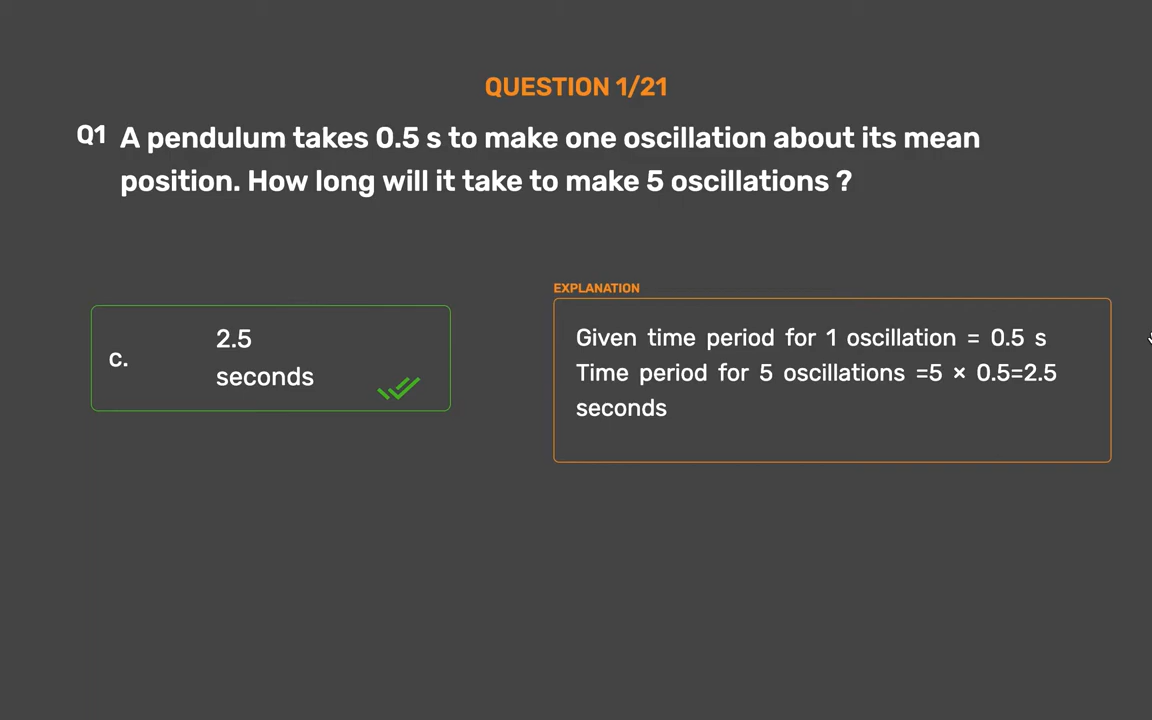 QUESTION 1/21
Q1 A pendulum takes 0.5 s to make one oscillation about its mean
position. How long will it take to make 5 oscillations ?
EXPLANATION
c.
2.5
seconds
Given time period for 1 oscillation = 0.5 s
Time period for 5 oscillations =5 × 0.5=2.5
seconds